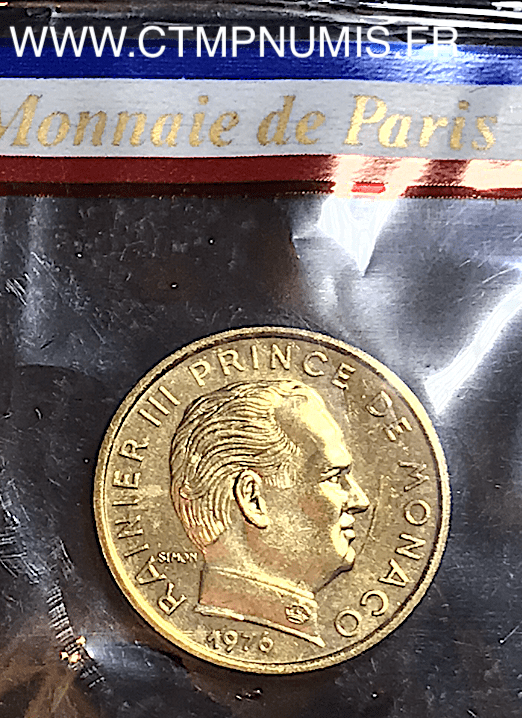 WWW.CTMPNUMIS.FR
Monnaie de Paris
RAINIER III PRINCE DE MONACO
SIMON
1976